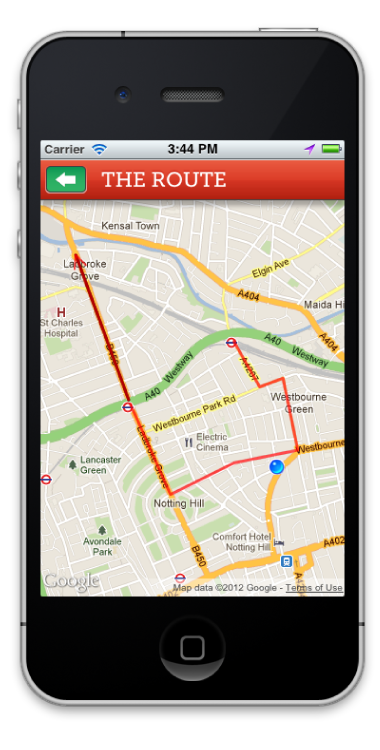 Carrier
3:44 PM
THE ROUTE
Kensal Town
Ladbroke
Grove
Elgin Ave
A404
Maida
H
St Charles
Hospital
B450
A40
Westway
A404
A4207
A40 Westway
Westbourne
Green
Westbourne Park Rd
Ladbroke Grove
Electric
Cinema
Westbourne
Lancaster
Green
Notting Hill
Avondale
Park
B450
Comfort Hotel
Notting Hill
A402
Google
Map data ©2012 Google - Terms of Use